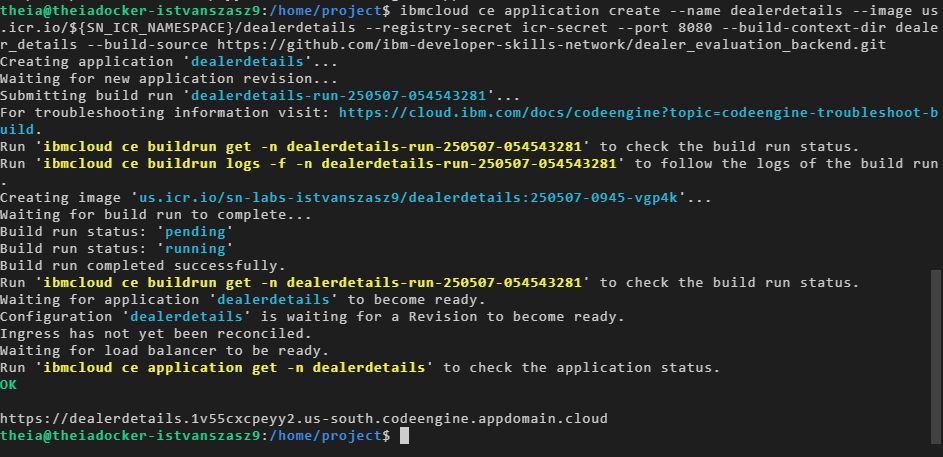 theia@theiadocker-istvanszasz9:/home/project$ ibmcloud ce application create --name dealerdetails --image us
.icr.io/${SN_ICR_NAMESPACE}/dealerdetails --registry-secret icr-secret --port 8080 --build-context-dir deale
r_details --build-source https://github.com/ibm-developer-skills-network/dealer_evaluation_backend.git
Creating application 'dealerdetails'...
Waiting for new application revision...
Submitting build run 'dealerdetails-run-250507-054543281'...
For troubleshooting information visit: https://cloud.ibm.com/docs/codeengine?topic=codeengine-troubleshoot-b
uild.
Run 'ibmcloud ce buildrun get -n dealerdetails-run-250507-054543281' to check the build run status.
Run 'ibmcloud ce buildrun logs -f -n dealerdetails-run-250507-054543281' to follow the logs of the build run
.
Creating image 'us.icr.io/sn-labs-istvanszasz9/dealerdetails:250507-0945-vgp4k'...
Waiting for build run to complete...
Build run status: 'pending'
Build run status: 'running'
Build run completed successfully.
Run 'ibmcloud ce buildrun get -n dealerdetails-run-250507-054543281' to check the build run status.
Waiting for application 'dealerdetails' to become ready.
Configuration 'dealerdetails' is waiting for a Revision to become ready.
Ingress has not yet been reconciled.
Waiting for load balancer to be ready.
Run 'ibmcloud ce application get -n dealerdetails' to check the application status.
OK
https://dealerdetails.1v55cxcpeyy2.us-south.codeengine.appdomain.cloud
theia@theiadocker-istvanszasz9:/home/project$